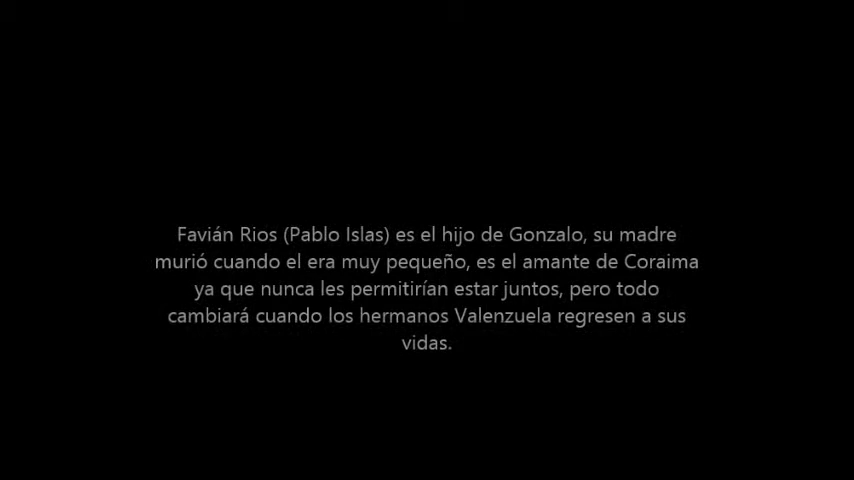 Favián Rios (Pablo Islas) es el hijo de Gonzalo, su madre
murió cuando el era muy pequeño, es el amante de Coraima
ya que nunca les permitirían estar juntos, pero todo
cambiará cuando los hermanos Valenzuela regresen a sus
vidas.